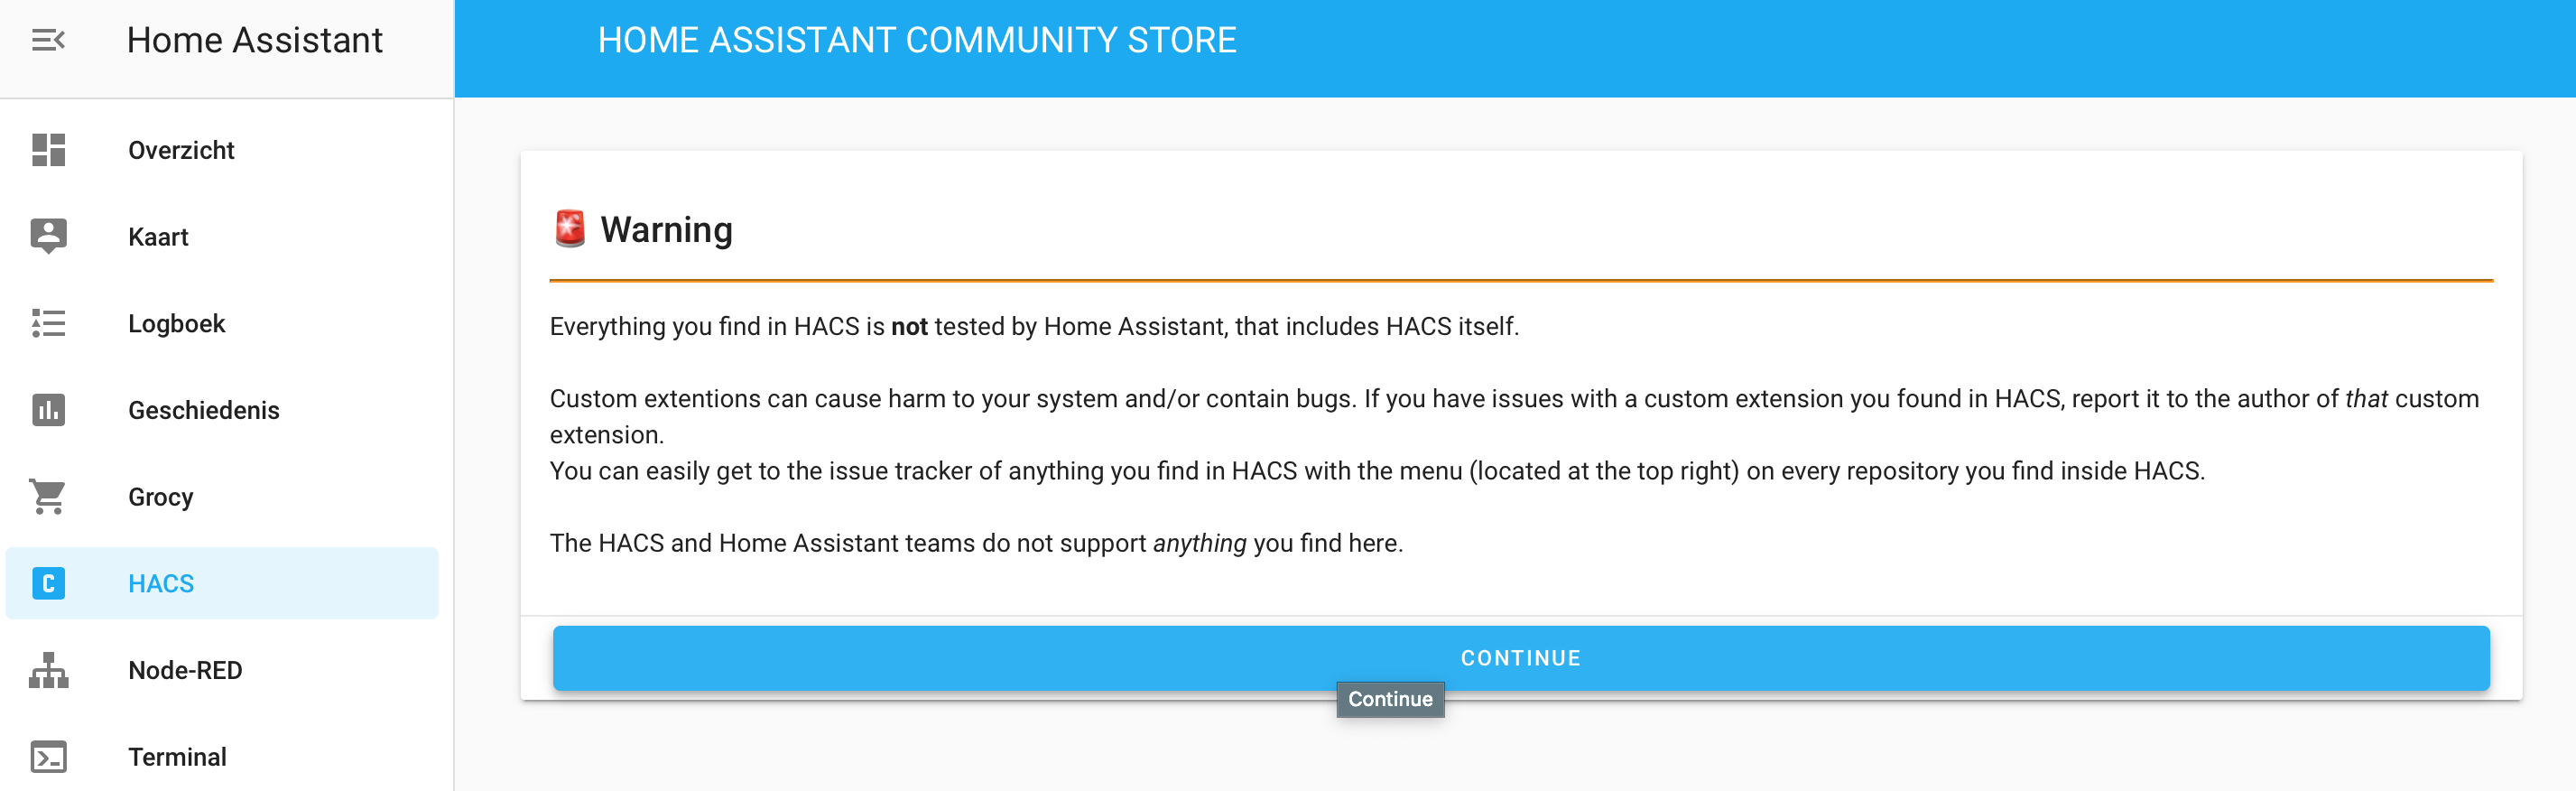 Home Assistant
HOME ASSISTANT COMMUNITY STORE
Overzicht
Kaart
Logboek
Geschiedenis
Grocy
C
HACS
Node-RED
Terminal
Warning
Everything you find in HACS is not tested by Home Assistant, that includes HACS itself.
Custom extentions can cause harm to your system and/or contain bugs. If you have issues with a custom extension you found in HACS, report it to the author of that custom
extension.
You can easily get to the issue tracker of anything you find in HACS with the menu (located at the top right) on every repository you find inside HACS.
The HACS and Home Assistant teams do not support anything you find here.
CONTINUE
Continue